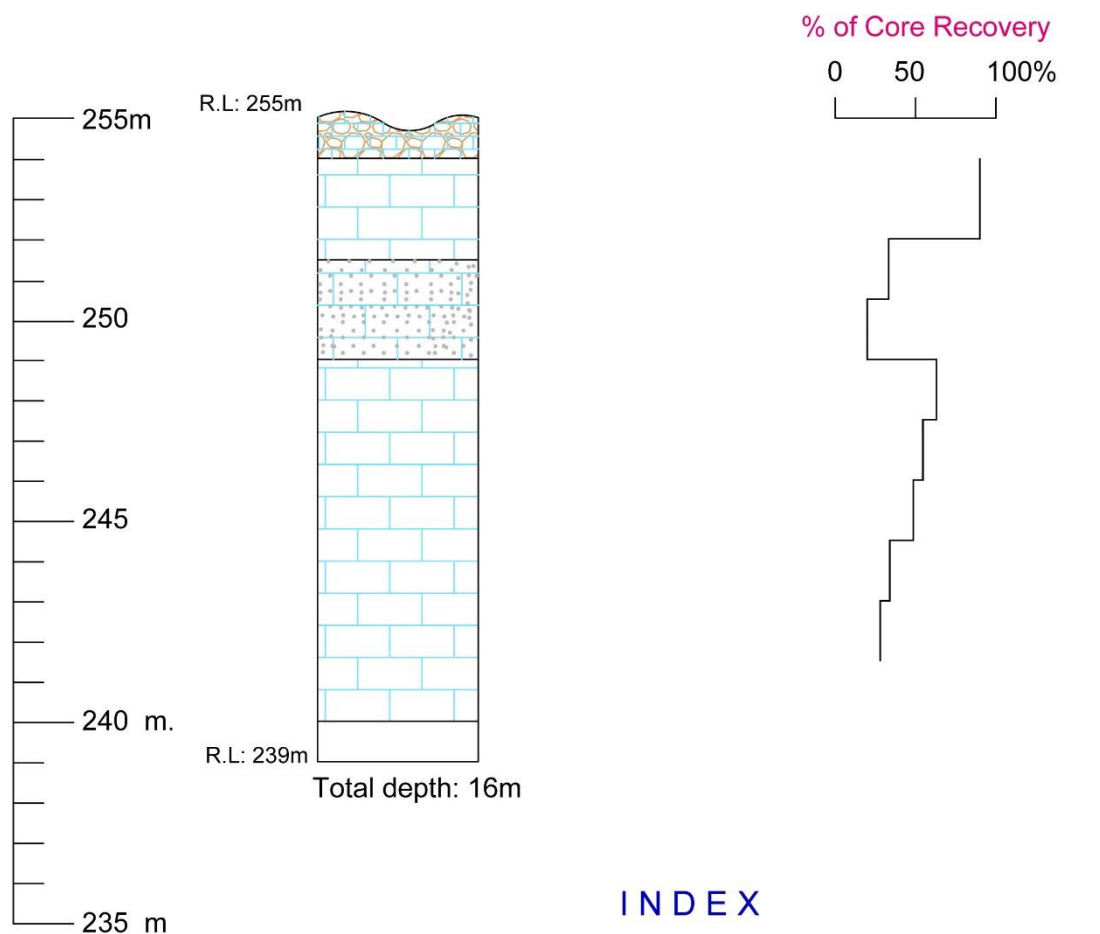 % of Core Recovery
0 50 100%
R.L: 255m
255m
250
245
240 m.
R.L: 239m
Total depth: 16m
INDEX
235 m